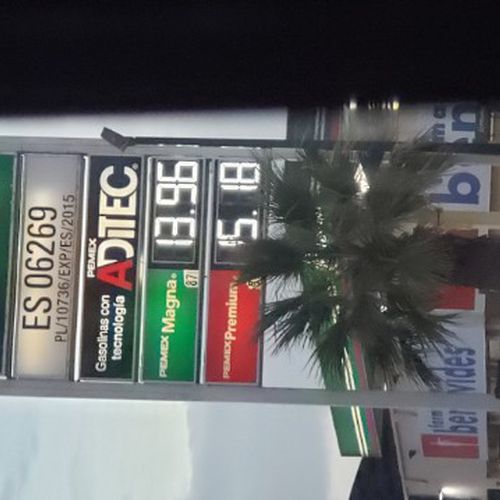 ES 06269
PL/10736/EXP/ES/2015
Gasolinas con
tecnología
PEMEX
ADITEC
PEMEX Magna 87
13.96
PEMEX Premium
15.18